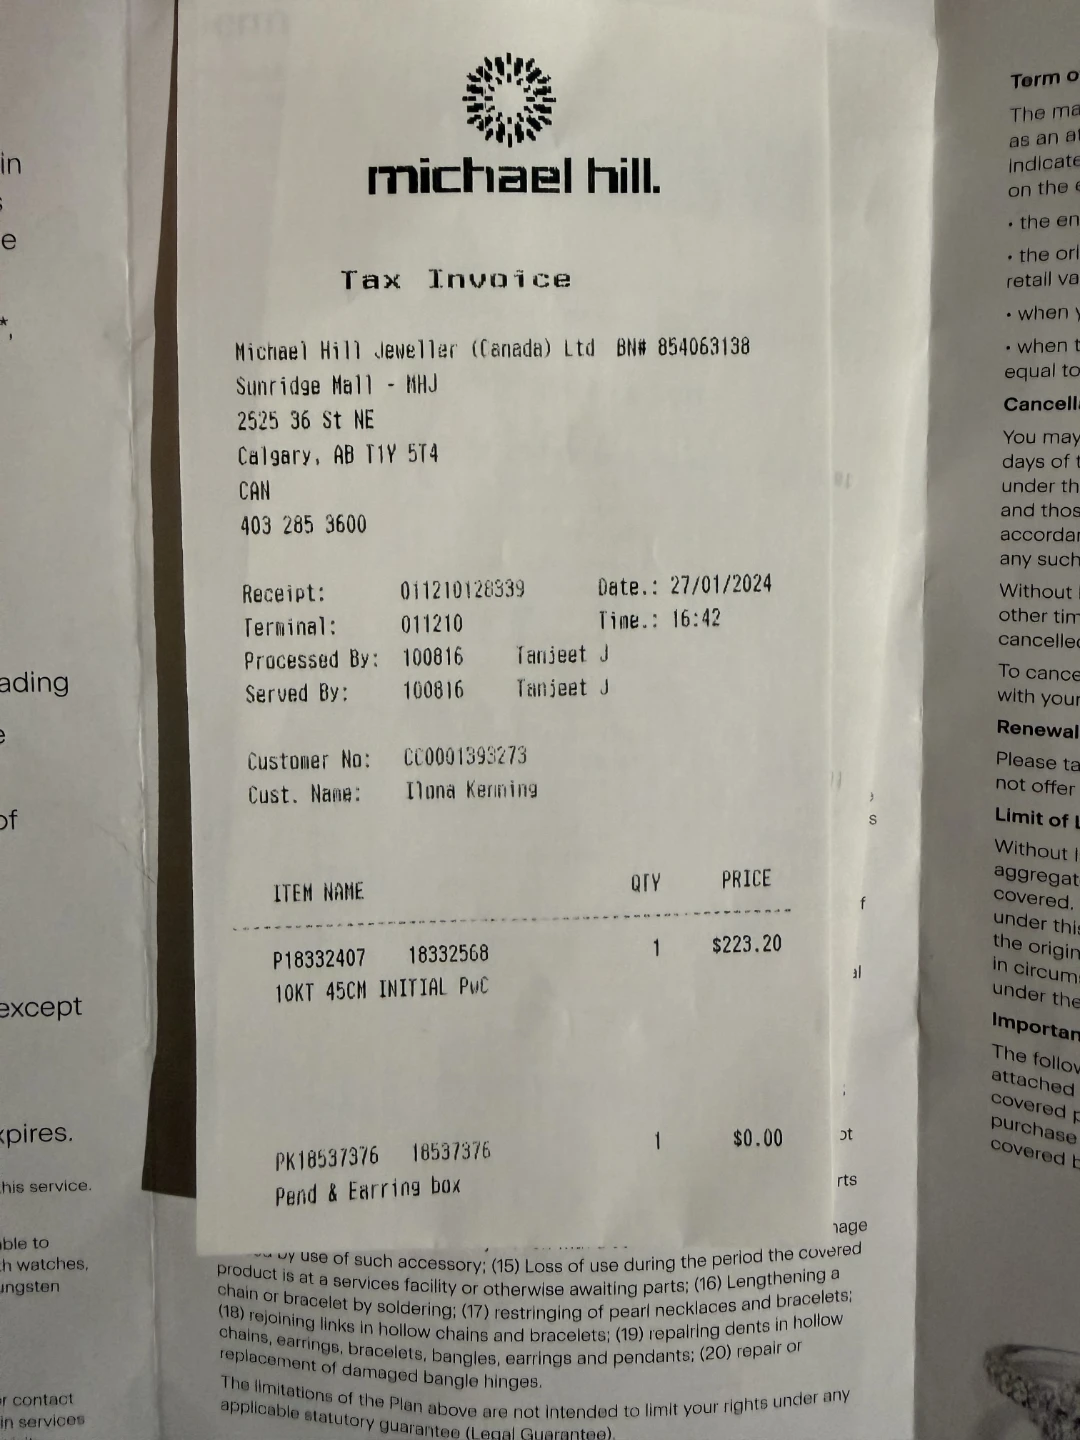 michael hill.
Tax Invoice
Michael Hill Jeweller (Canada) Ltd BN# 854063138
Sunridge Mall - MHJ
2525 36 St NE
Calgary, AB T1Y 5T4
CAN
403 285 3600
Receipt: 011210128339 Date.: 27/01/2024
Terminal: 011210 Time.: 16:42
Processed By: 100816 Tanjeet J
Served By: 100816 Tanjeet J
Customer No: CC0001393273
Cust. Name: Ilona Kenning
ITEM NAME QTY PRICE
P18332407 18332568 1 $223.20
10KT 45CM INITIAL PwC
PK18537376 18537376 1 $0.00
Pend & Earring box
by use of such accessory; (15) Loss of use during the period the covered
product is at a services facility or otherwise awaiting parts; (16) Lengthening a
chain or bracelet by soldering; (17) restringing of pearl necklaces and bracelets;
(18) rejoining links in hollow chains and bracelets; (19) repairing dents in hollow
chains, earrings, bracelets, bangles, earrings and pendants; (20) repair or
replacement of damaged bangle hinges.
The limitations of the Plan above are not intended to limit your rights under any
applicable statutory guarantee (Legal Guarantee).
in
e
*,
ading
of
except
xpires.
his service.
ble to
h watches,
ungsten
r contact
in services
Term o
The ma
as an at
indicate
on the e
• the en
• the ori
retail va
• when y
• when t
equal to
Cancella
You may
days of t
under th
and thos
accordan
any such
Without
other tim
cancelled
To cance
with your
Renewal
Please ta
not offer
Limit of L
Without l
aggregat
covered.
under this
the origin
in circum
under the
Importan
The follow
attached
covered p
purchase
covered b